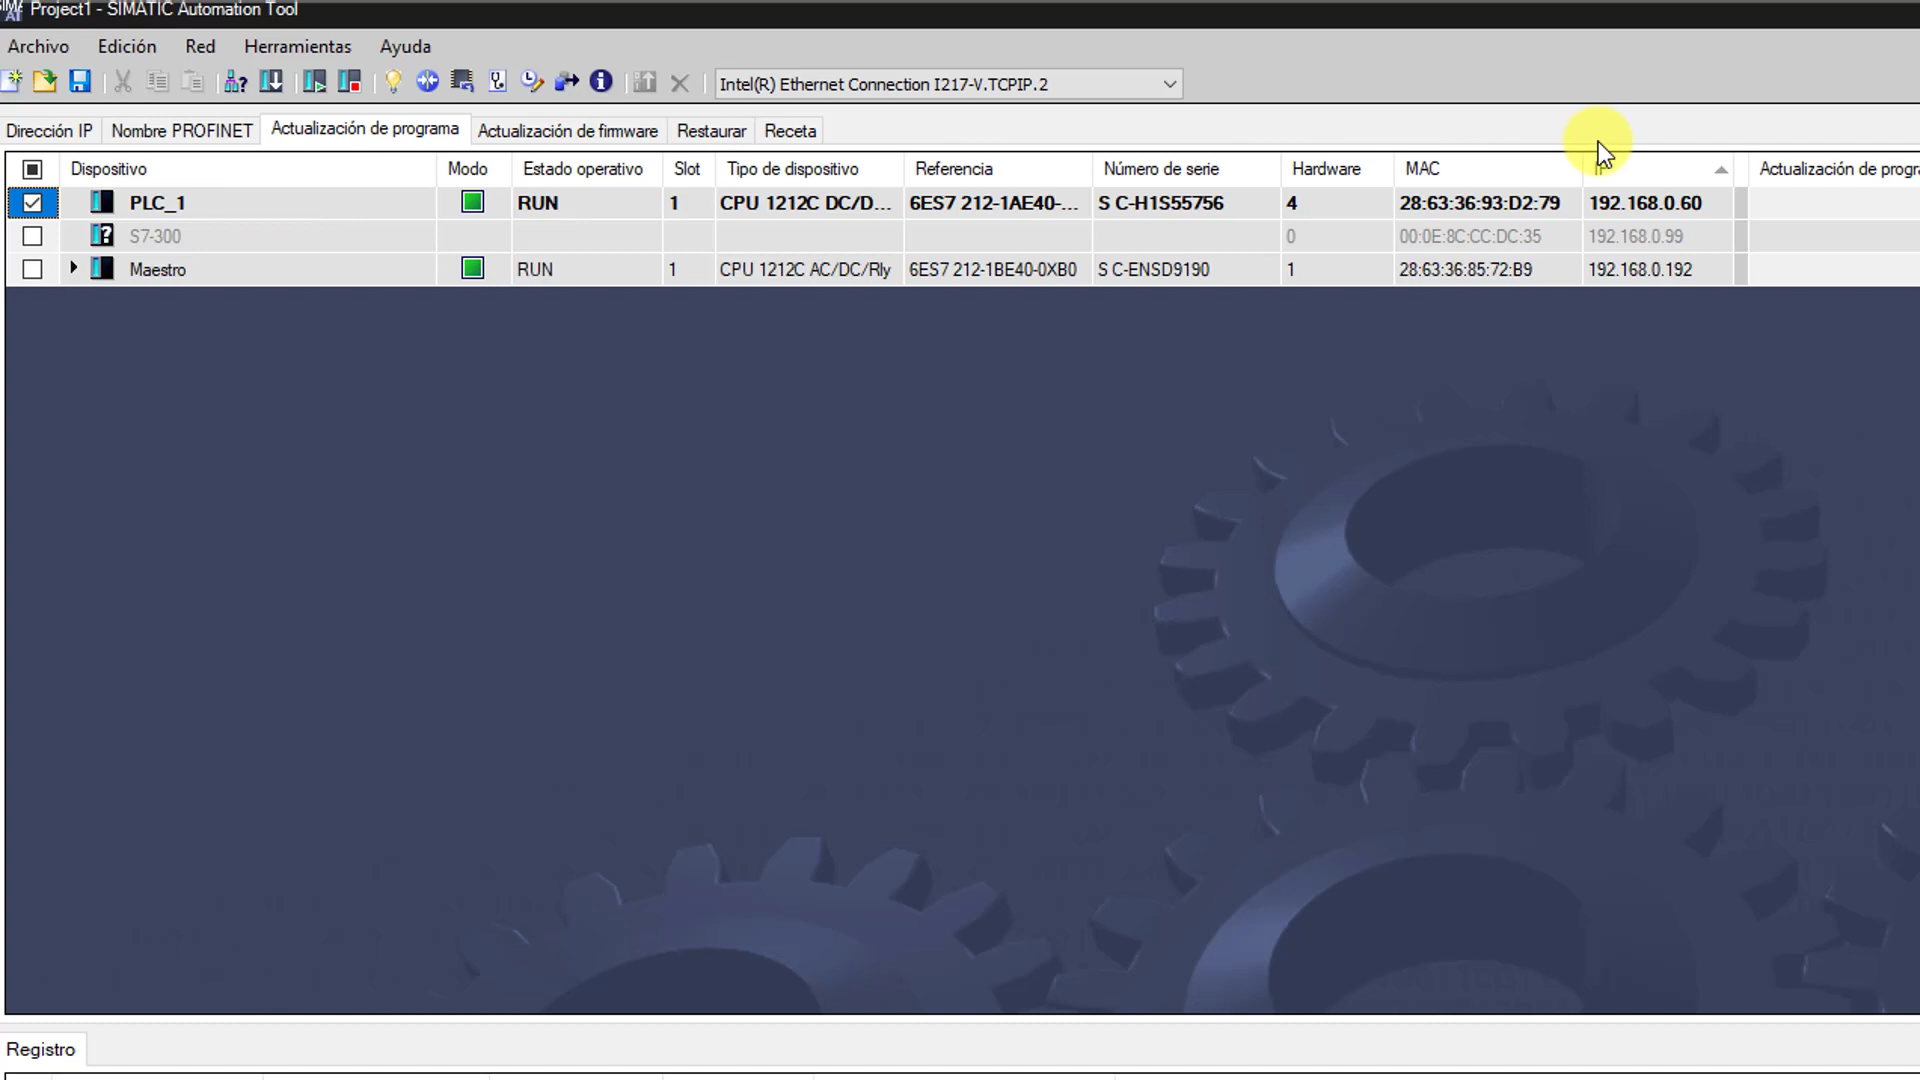 Project1 - SIMATIC Automation Tool
Archivo Edición Red Herramientas Ayuda
Intel(R) Ethernet Connection I217-V.TCPIP.2
Dirección IP Nombre PROFINET Actualización de programa Actualización de firmware Restaurar Receta
Dispositivo Modo Estado operativo Slot Tipo de dispositivo Referencia Número de serie Hardware MAC IP Actualización de progra
PLC_1 RUN 1 CPU 1212C DC/D... 6ES7 212-1AE40-... S C-H1S55756 4 28:63:36:93:D2:79 192.168.0.60
S7-300 0 00:0E:8C:CC:DC:35 192.168.0.99
Maestro RUN 1 CPU 1212C AC/DC/Rly 6ES7 212-1BE40-0XB0 S C-ENSD9190 1 28:63:36:85:72:B9 192.168.0.192
Registro